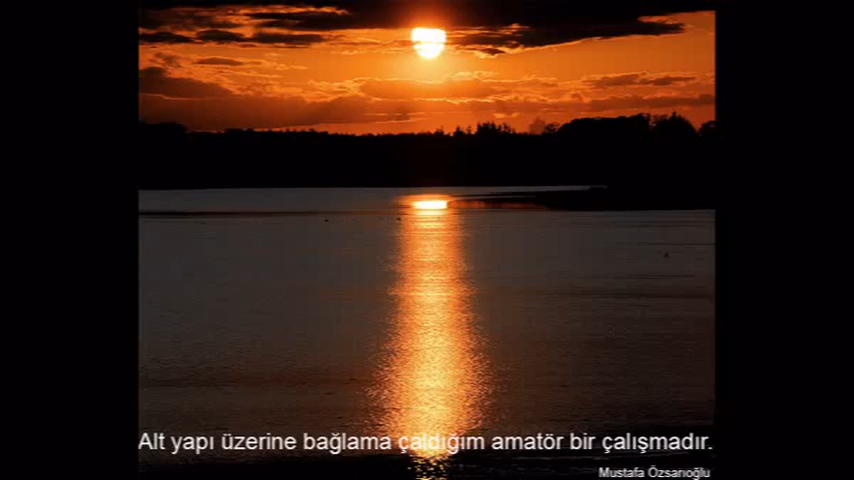 Alt yapı üzerine bağlama çaldığım amatör bir çalışmadır.
Mustafa Özsarıoğlu